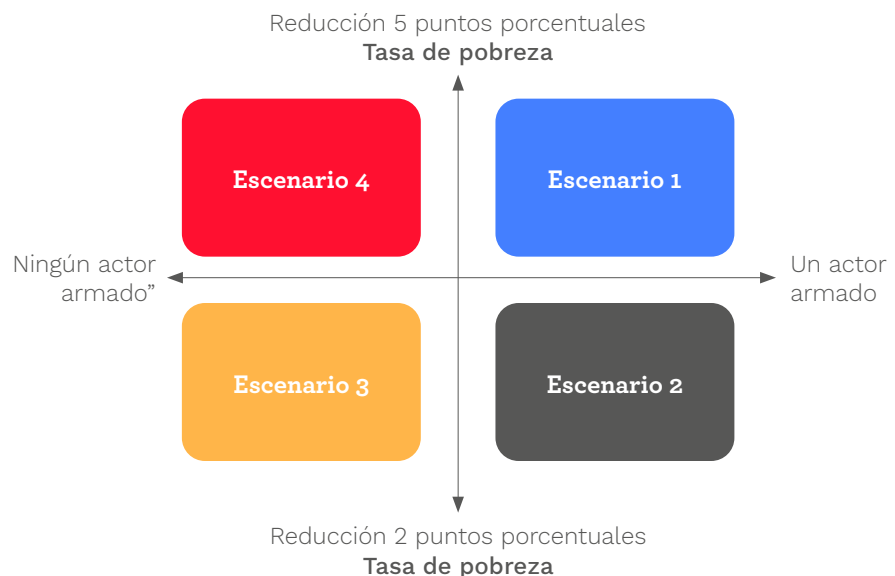 Reducción 5 puntos porcentuales
Tasa de pobreza
Escenario 4
Escenario 1
Ningún actor
armado”
Un actor
armado
Escenario 3
Escenario 2
Reducción 2 puntos porcentuales
Tasa de pobreza